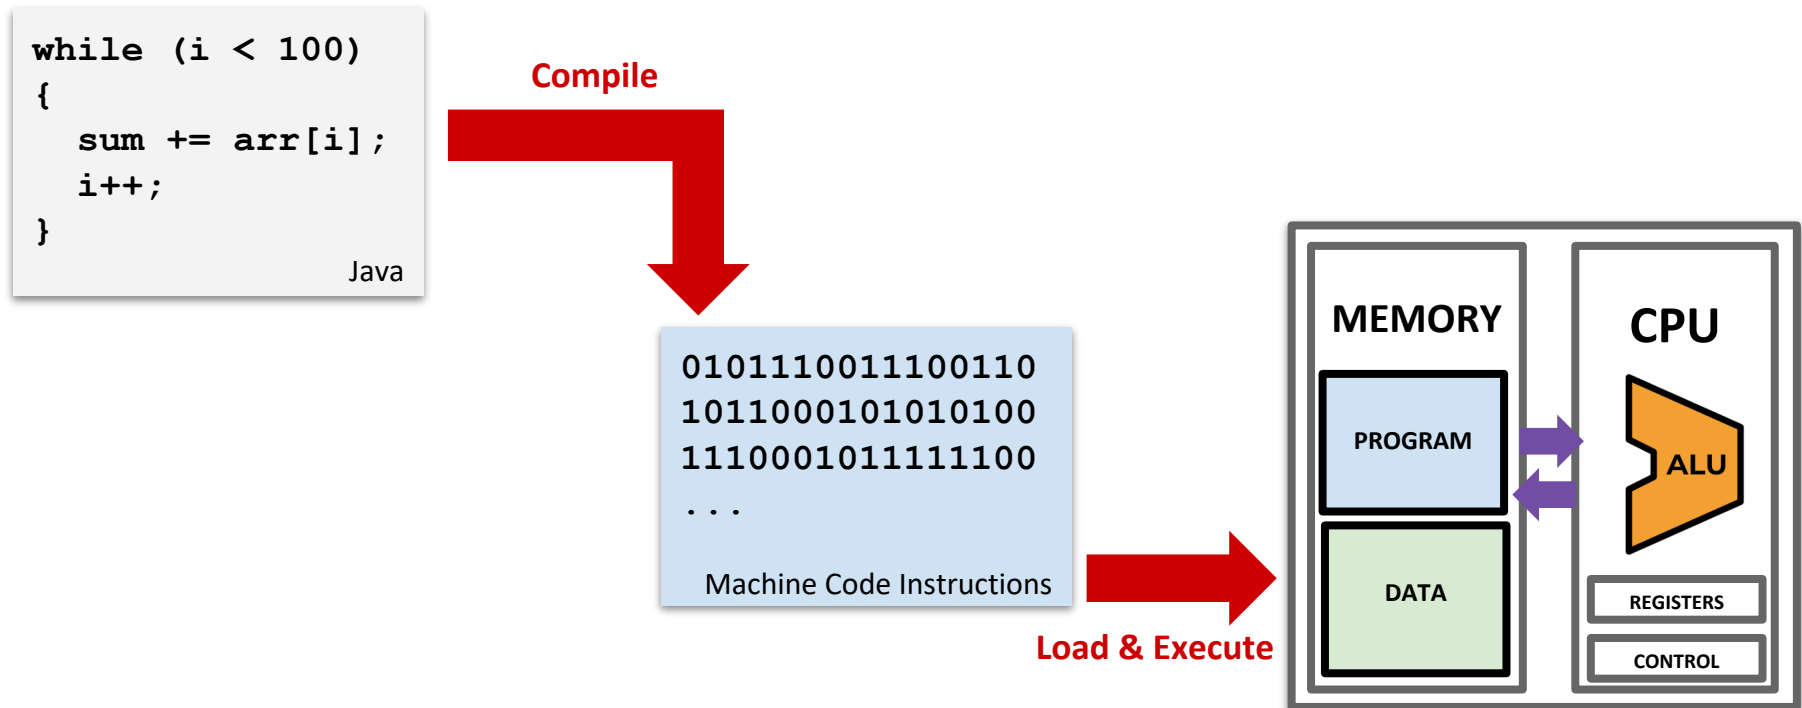 while (i < 100)
{
  sum += arr[i];
  i++;
}
Java
Compile
0101110011100110
1011000101010100
1110001011111100
...
Machine Code Instructions
Load & Execute
MEMORY
PROGRAM
DATA
CPU
ALU
REGISTERS
CONTROL